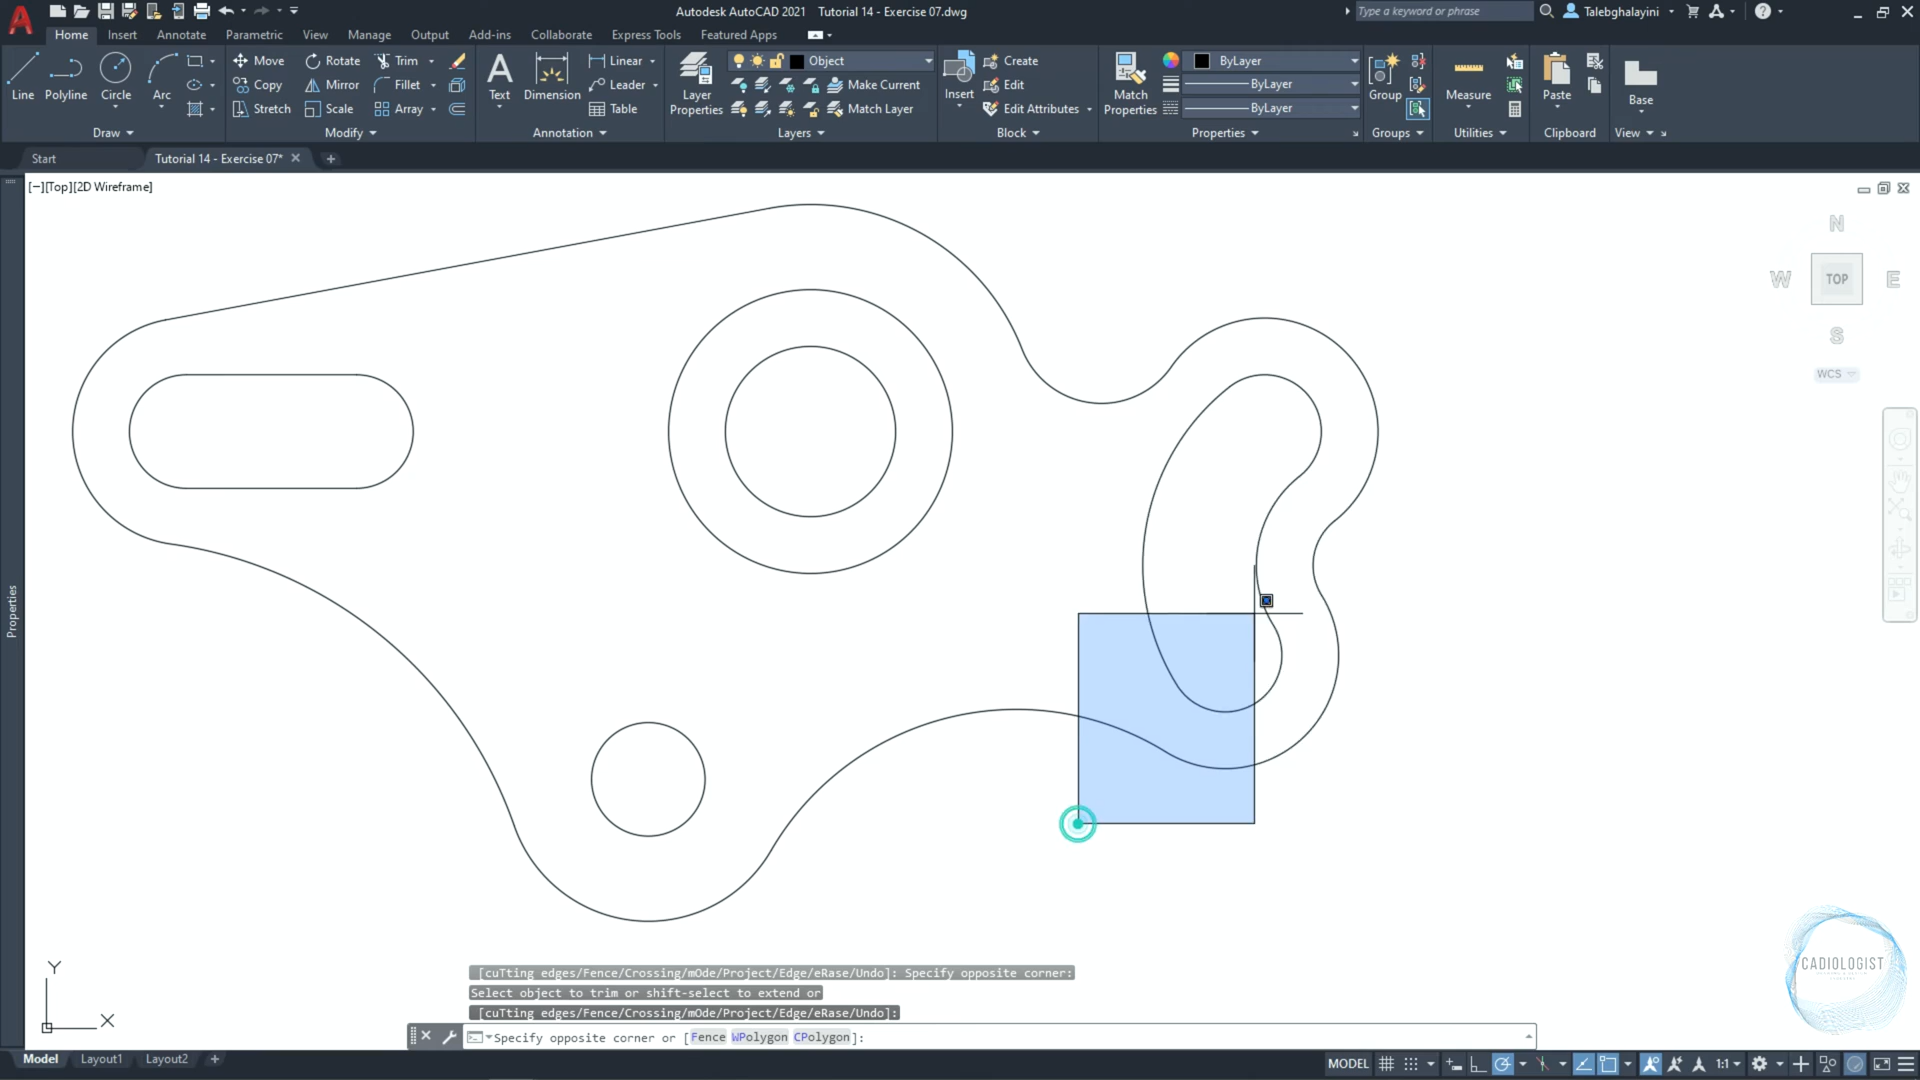 Autodesk AutoCAD 2021 Tutorial 14 - Exercise 07.dwg
Type a keyword or phrase
Talebghalayini
Home Insert Annotate Parametric View Manage Output Add-ins Collaborate Express Tools Featured Apps
Line Polyline Circle Arc
Move Rotate Trim
Copy Mirror Fillet
Stretch Scale Array
Text Dimension
Linear
Leader
Table
Layer Properties
Object
Make Current
Match Layer
Insert
Create
Edit
Edit Attributes
Match Properties
ByLayer
ByLayer
ByLayer
Group
Measure
Paste
Base
Draw Modify Annotation Layers Block Properties Groups Utilities Clipboard View
Start Tutorial 14 - Exercise 07*
[−][Top][2D Wireframe]
N
W TOP E
S
WCS
Properties
Y
X
CADIOLOGIST
[cuTting edges/Fence/Crossing/mOde/Project/Edge/eRase/Undo]: Specify opposite corner:
Select object to trim or shift-select to extend or
[cuTting edges/Fence/Crossing/mOde/Project/Edge/eRase/Undo]:
Specify opposite corner or [Fence WPolygon CPolygon]:
Model Layout1 Layout2
MODEL 1:1